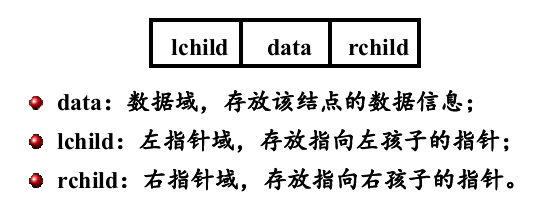 lchild data rchild
data：数据域，存放该结点的数据信息；
lchild：左指针域，存放指向左孩子的指针；
rchild：右指针域，存放指向右孩子的指针。